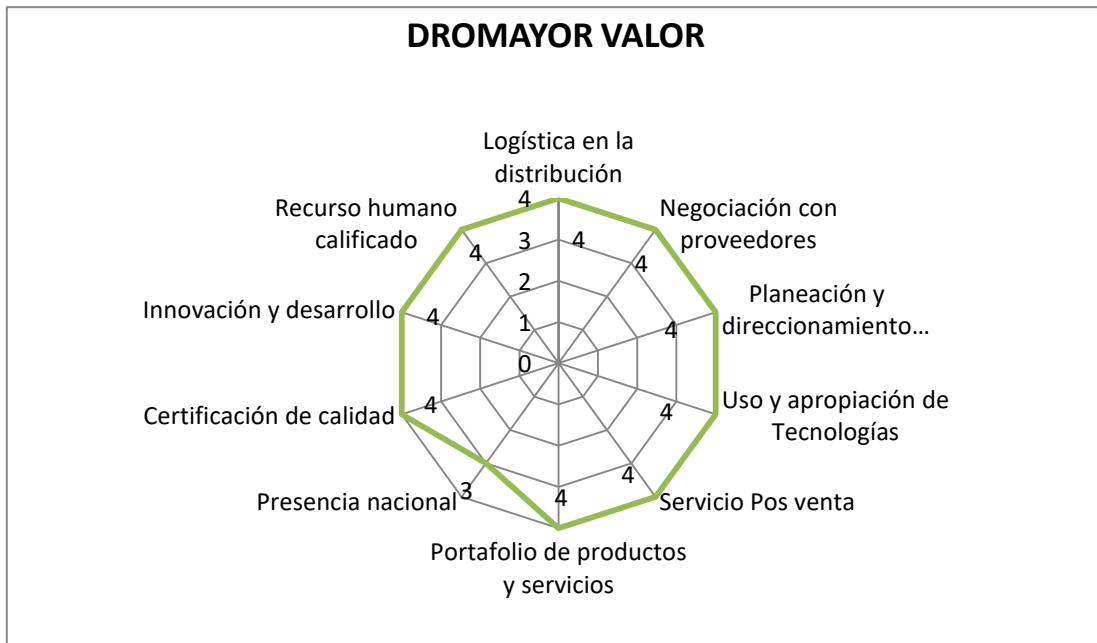 DROMAYOR VALOR
Logística en la
distribución
Negociación con
proveedores
Planeación y
direccionamiento...
Uso y apropiación de
Tecnologías
Servicio Pos venta
Portafolio de productos
y servicios
Presencia nacional
Certificación de calidad
Innovación y desarrollo
Recurso humano
calificado
4
3
2
1
0
4
4
4
4
4
4
3
4
4
4